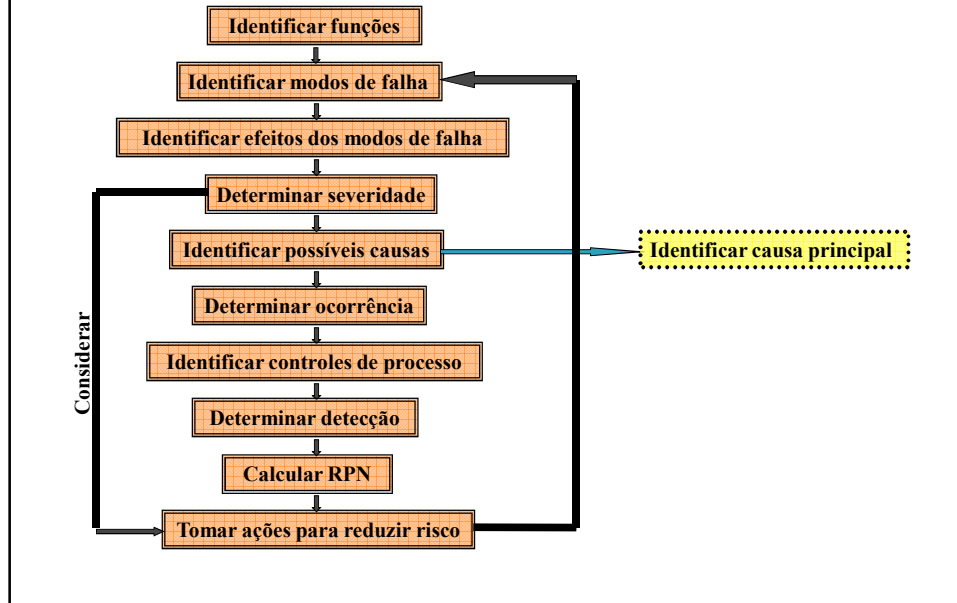 Identificar funções
Identificar modos de falha
Identificar efeitos dos modos de falha
Determinar severidade
Identificar possíveis causas
Identificar causa principal
Determinar ocorrência
Considerar
Identificar controles de processo
Determinar detecção
Calcular RPN
Tomar ações para reduzir risco